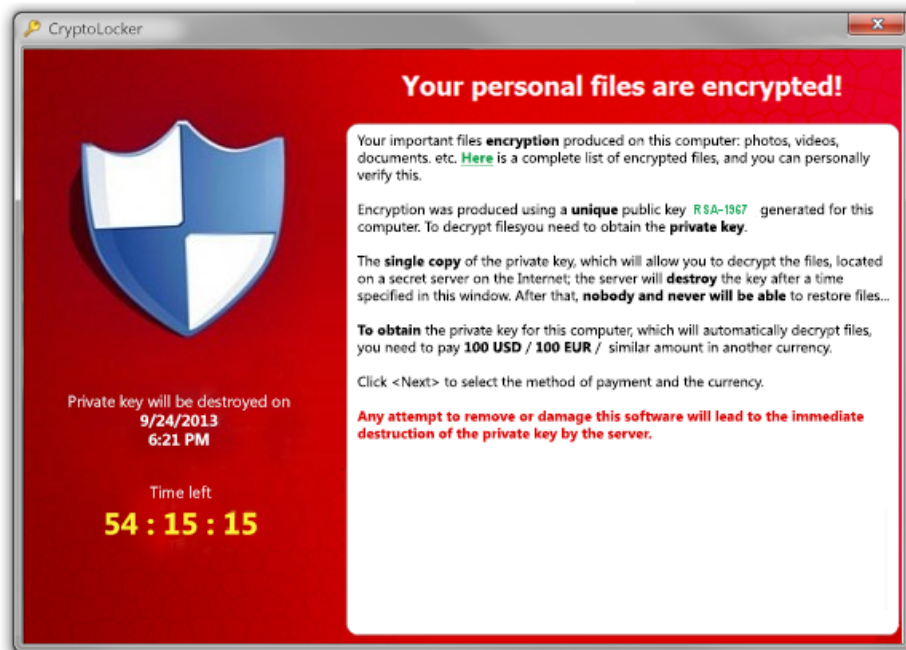 CryptoLocker
Your personal files are encrypted!
Your important files encryption produced on this computer: photos, videos,
documents. etc. Here is a complete list of encrypted files, and you can personally
verify this.
Encryption was produced using a unique public key RSA-1967 generated for this
computer. To decrypt filesyou need to obtain the private key.
The single copy of the private key, which will allow you to decrypt the files, located
on a secret server on the Internet; the server will destroy the key after a time
specified in this window. After that, nobody and never will be able to restore files...
To obtain the private key for this computer, which will automatically decrypt files,
you need to pay 100 USD / 100 EUR / similar amount in another currency.
Click <Next> to select the method of payment and the currency.
Any attempt to remove or damage this software will lead to the immediate
destruction of the private key by the server.
Private key will be destroyed on
9/24/2013
6:21 PM
Time left
54 : 15 : 15